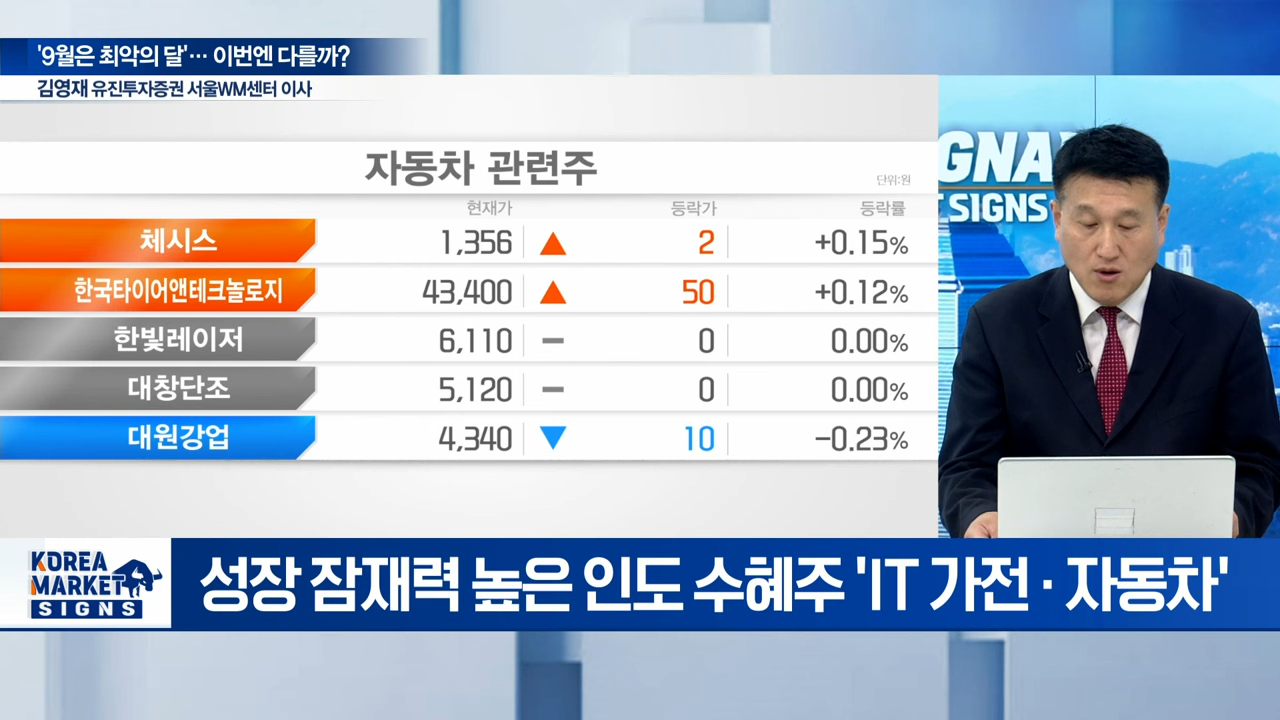 '9월은 최악의 달'… 이번엔 다를까?
김영재 유진투자증권 서울WM센터 이사
자동차 관련주
단위:원
현재가 등락가 등락률
체시스 1,356 ▲ 2 +0.15%
한국타이어앤테크놀로지 43,400 ▲ 50 +0.12%
한빛레이저 6,110 - 0 0.00%
대창단조 5,120 - 0 0.00%
대원강업 4,340 ▼ 10 -0.23%
GNA
T SIGNS
KOREA
MARKET
SIGNS
성장 잠재력 높은 인도 수혜주 'IT 가전·자동차'